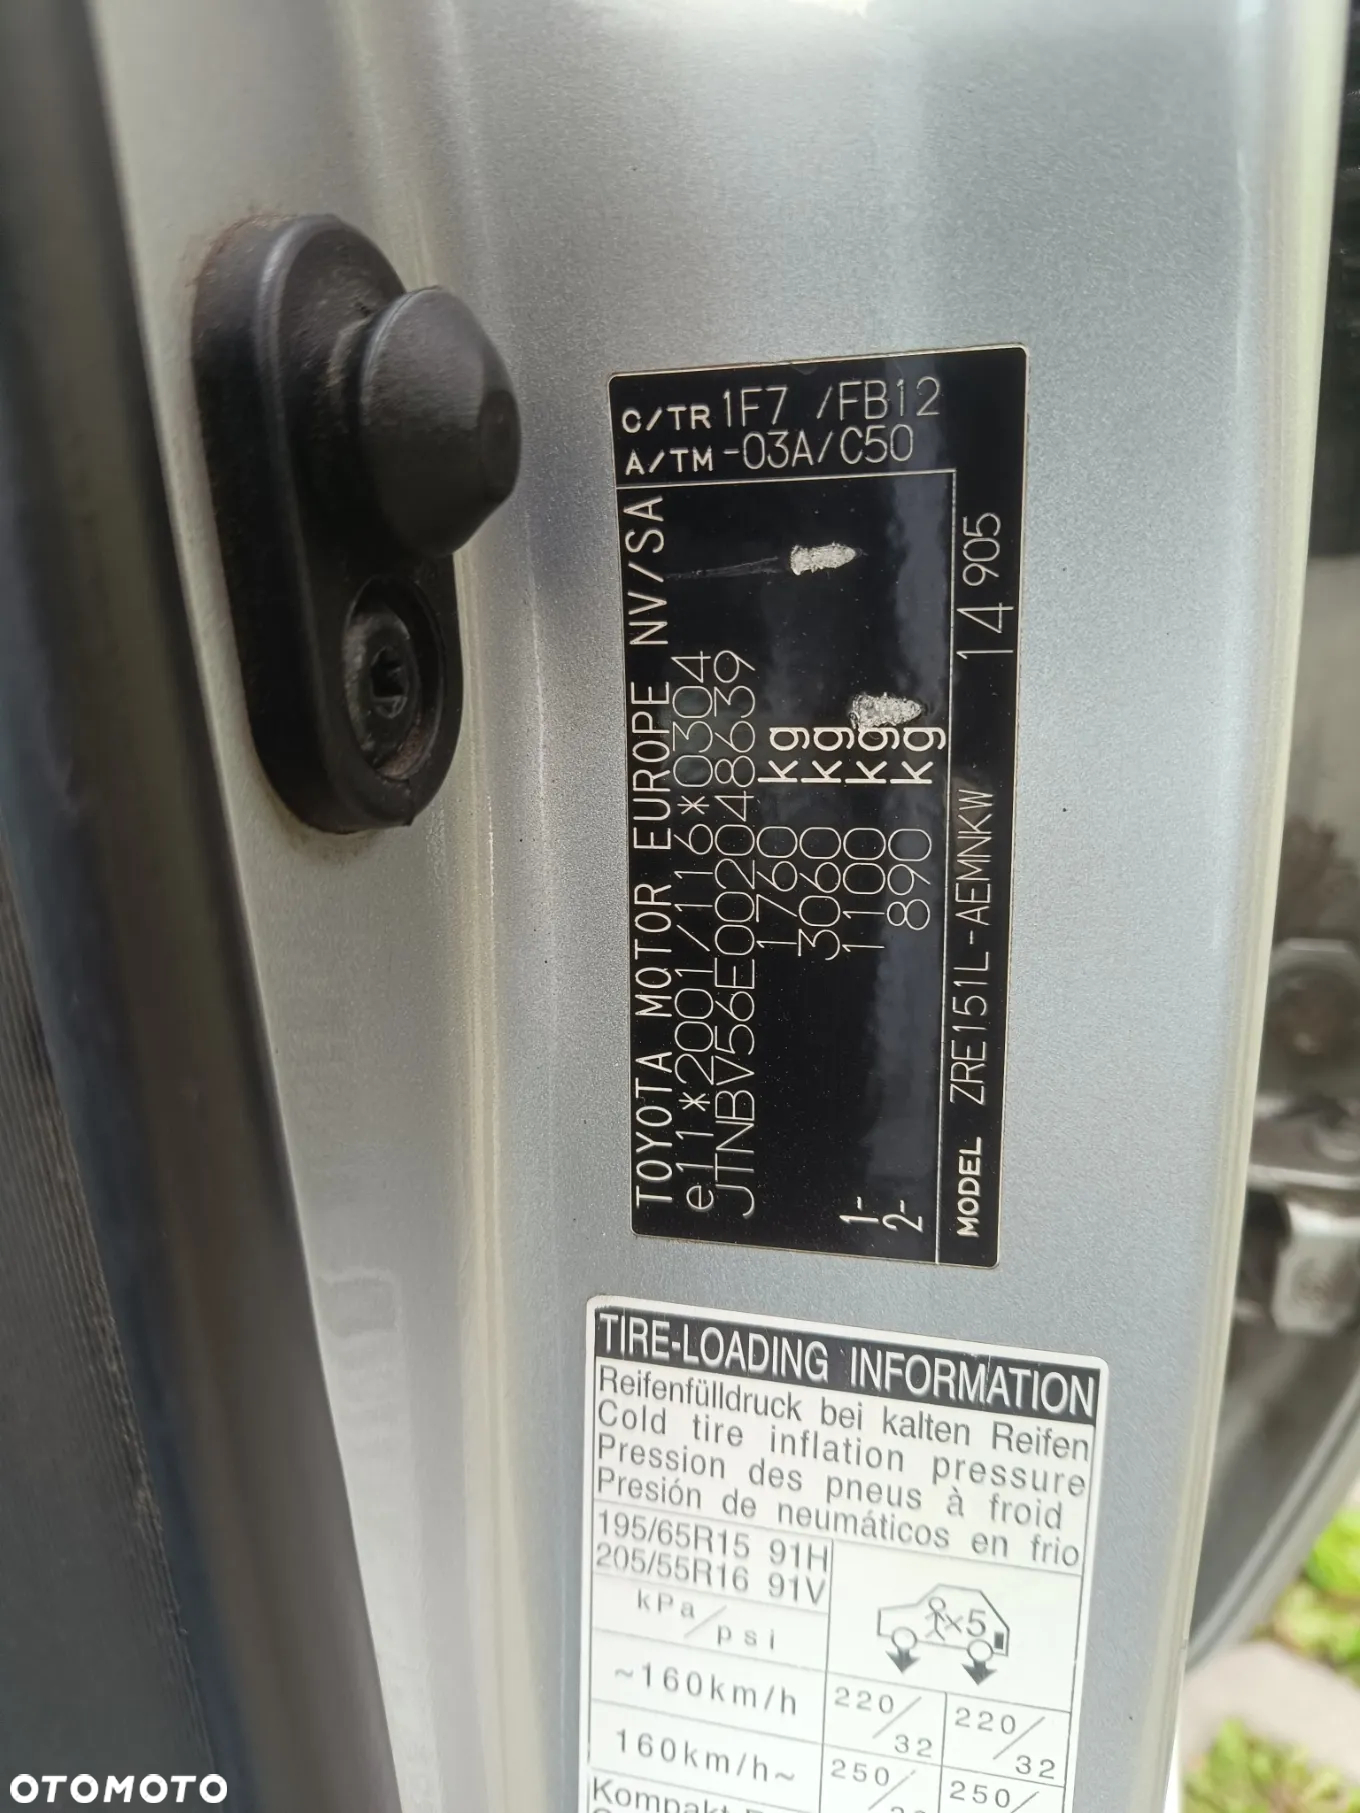 C/TR 1F7 /FB12
A/TM -03A/C50
TOYOTA MOTOR EUROPE NV/SA
e11*2001/116*0304
JTNBV56E002048639
1760 kg
3060 kg
1- 1100 kg
2- 890 kg
MODEL ZRE151L-AEMNKW 14905
TIRE-LOADING INFORMATION
Reifenfülldruck bei kalten Reifen
Cold tire inflation pressure
Pression des pneus à froid
Presión de neumáticos en frio
195/65R15 91H
205/55R16 91V
×5
kPa/psi
~160km/h 220/32 220/32
160km/h~ 250/ 250/
Kompakt
OTOMOTO